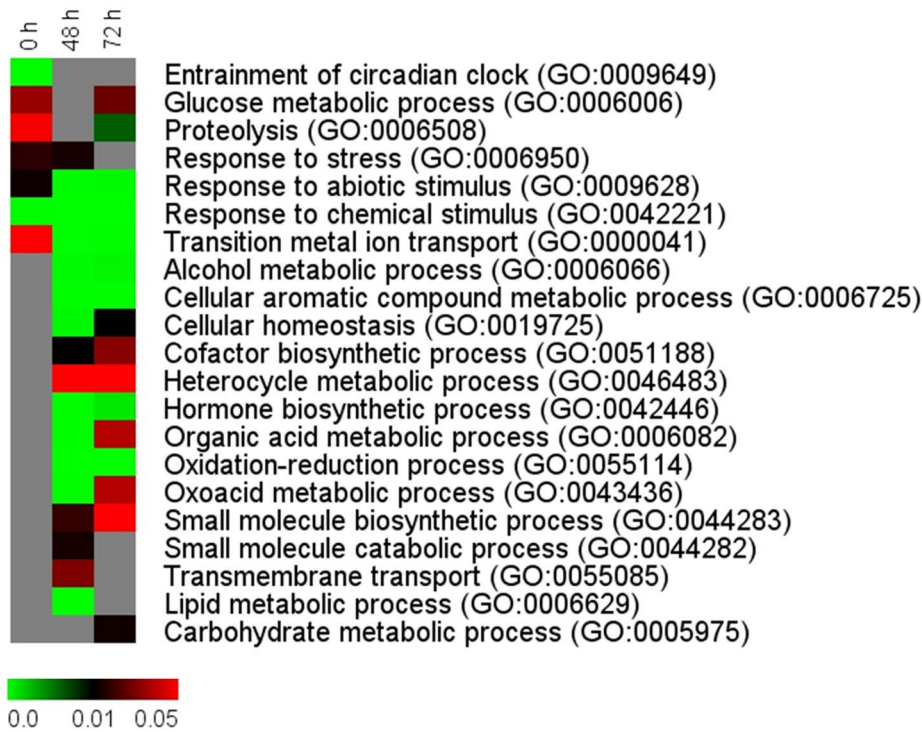 0 h 48 h 72 h
Entrainment of circadian clock (GO:0009649)
Glucose metabolic process (GO:0006006)
Proteolysis (GO:0006508)
Response to stress (GO:0006950)
Response to abiotic stimulus (GO:0009628)
Response to chemical stimulus (GO:0042221)
Transition metal ion transport (GO:0000041)
Alcohol metabolic process (GO:0006066)
Cellular aromatic compound metabolic process (GO:0006725)
Cellular homeostasis (GO:0019725)
Cofactor biosynthetic process (GO:0051188)
Heterocycle metabolic process (GO:0046483)
Hormone biosynthetic process (GO:0042446)
Organic acid metabolic process (GO:0006082)
Oxidation-reduction process (GO:0055114)
Oxoacid metabolic process (GO:0043436)
Small molecule biosynthetic process (GO:0044283)
Small molecule catabolic process (GO:0044282)
Transmembrane transport (GO:0055085)
Lipid metabolic process (GO:0006629)
Carbohydrate metabolic process (GO:0005975)
0.0 0.01 0.05